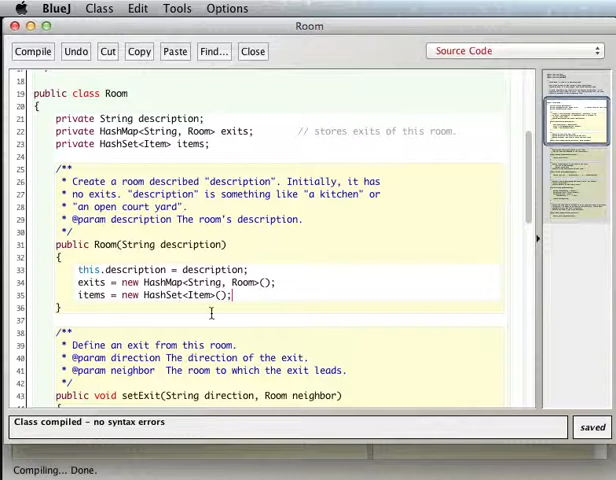 BlueJ Class Edit Tools Options
Room
Compile Undo Cut Copy Paste Find... Close Source Code
18
19 public class Room
20 {
21 private String description;
22 private HashMap<String, Room> exits; // stores exits of this room.
23 private HashSet<Item> items;
24
25 /**
26 * Create a room described "description". Initially, it has
27 * no exits. "description" is something like "a kitchen" or
28 * "an open court yard".
29 * @param description The room's description.
30 */
31 public Room(String description)
32 {
33 this.description = description;
34 exits = new HashMap<String, Room>();
35 items = new HashSet<Item>();
36 }
37
38 /**
39 * Define an exit from this room.
40 * @param direction The direction of the exit.
41 * @param neighbor The room to which the exit leads.
42 */
43 public void setExit(String direction, Room neighbor)
44 {
Class compiled - no syntax errors
saved
Compiling... Done.